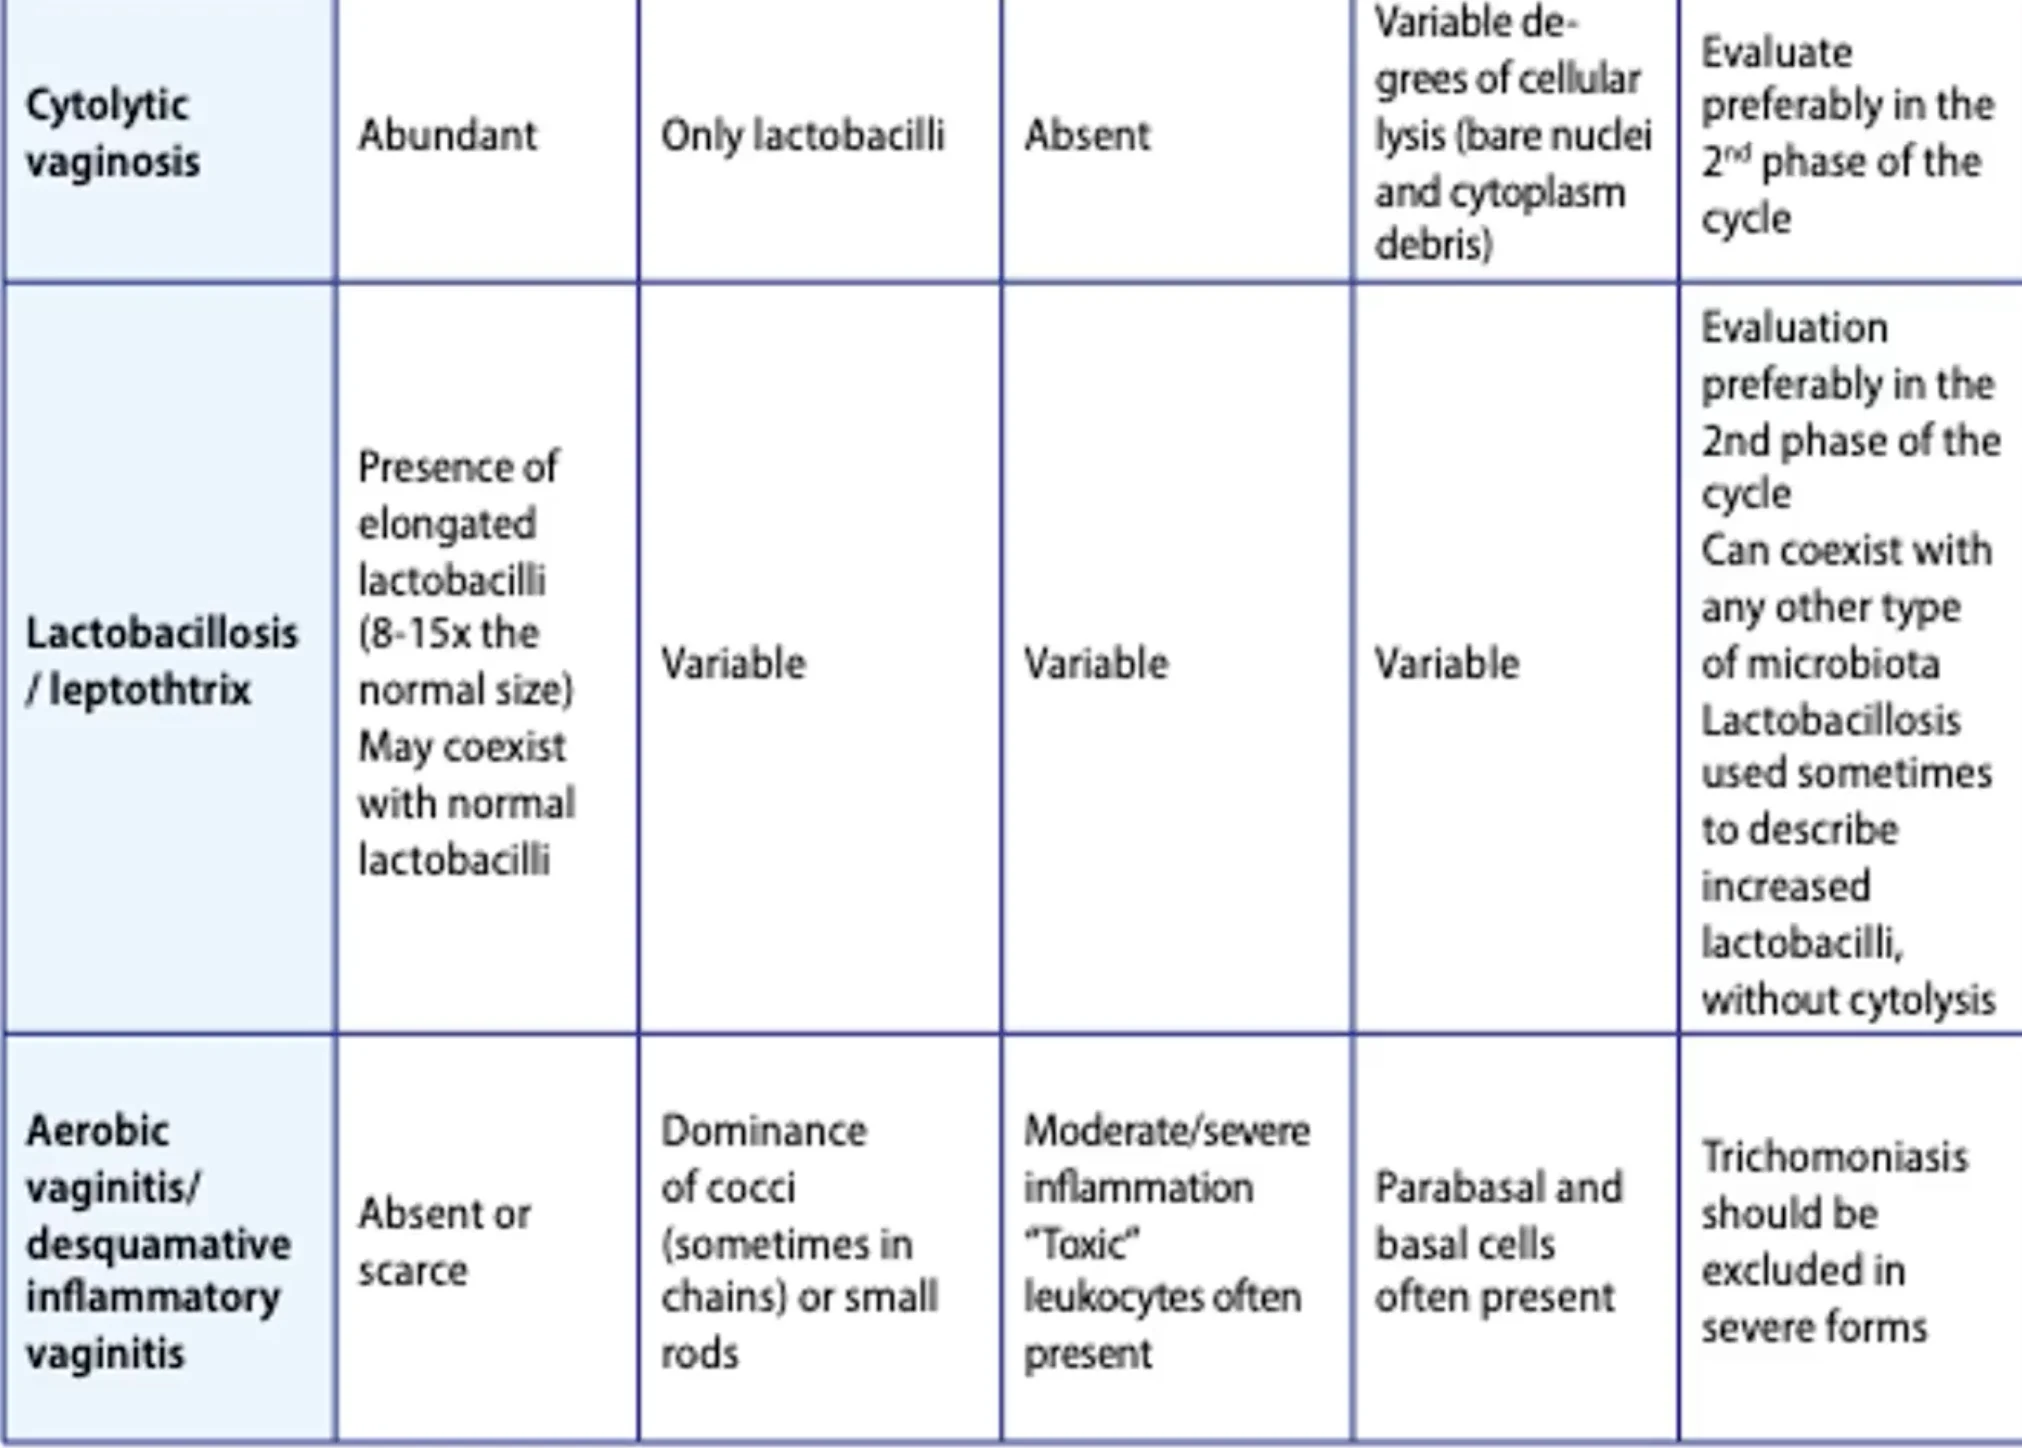 Cytolytic
vaginosis
Abundant
Only lactobacilli
Absent
Variable de-
grees of cellular
lysis (bare nuclei
and cytoplasm
debris)
Evaluate
preferably in the
2nd phase of the
cycle
Lactobacillosis
/ leptothtrix
Presence of
elongated
lactobacilli
(8-15x the
normal size)
May coexist
with normal
lactobacilli
Variable
Variable
Variable
Evaluation
preferably in the
2nd phase of the
cycle
Can coexist with
any other type
of microbiota
Lactobacillosis
used sometimes
to describe
increased
lactobacilli,
without cytolysis
Aerobic
vaginitis/
desquamative
inflammatory
vaginitis
Absent or
scarce
Dominance
of cocci
(sometimes in
chains) or small
rods
Moderate/severe
inflammation
“Toxic”
leukocytes often
present
Parabasal and
basal cells
often present
Trichomoniasis
should be
excluded in
severe forms